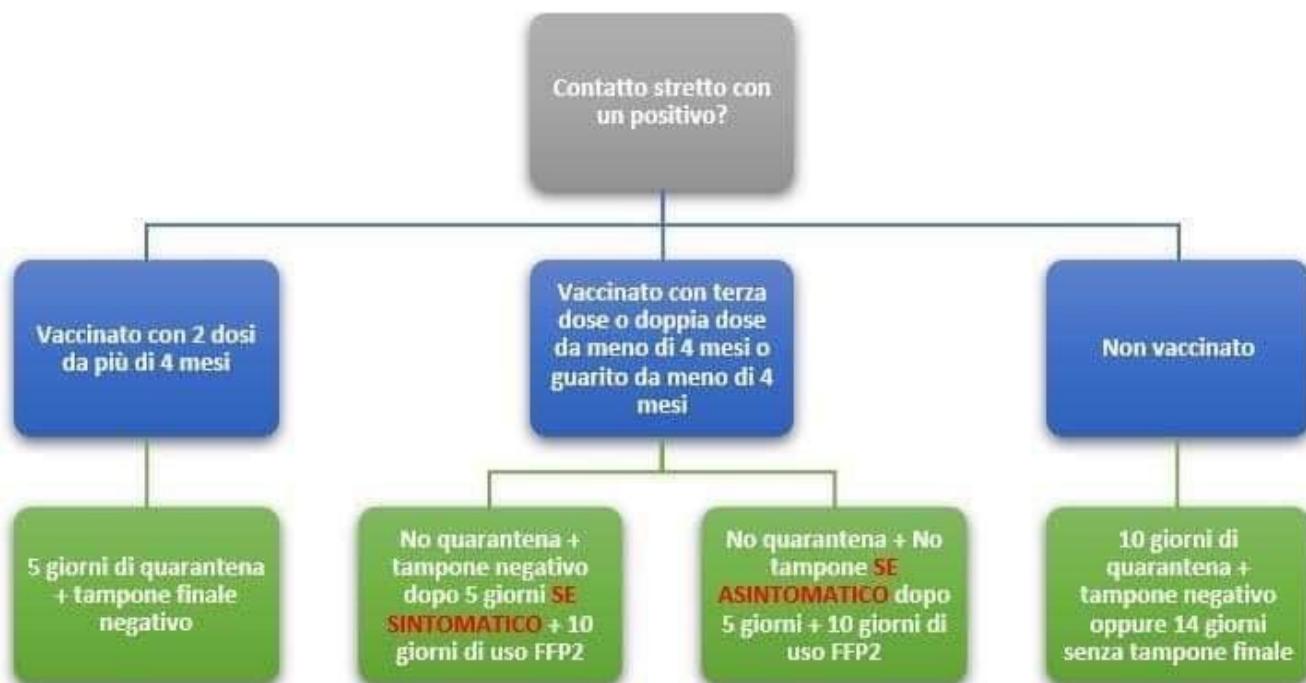 Contatto stretto con
un positivo?
Vaccinato con 2 dosi
da più di 4 mesi
Vaccinato con terza
dose o doppia dose
da meno di 4 mesi o
guarito da meno di 4
mesi
Non vaccinato
5 giorni di quarantena
+ tampone finale
negativo
No quarantena +
tampone negativo
dopo 5 giorni SE
SINTOMATICO + 10
giorni di uso FFP2
No quarantena + No
tampone SE
ASINTOMATICO dopo
5 giorni + 10 giorni di
uso FFP2
10 giorni di
quarantena +
tampone negativo
oppure 14 giorni
senza tampone finale